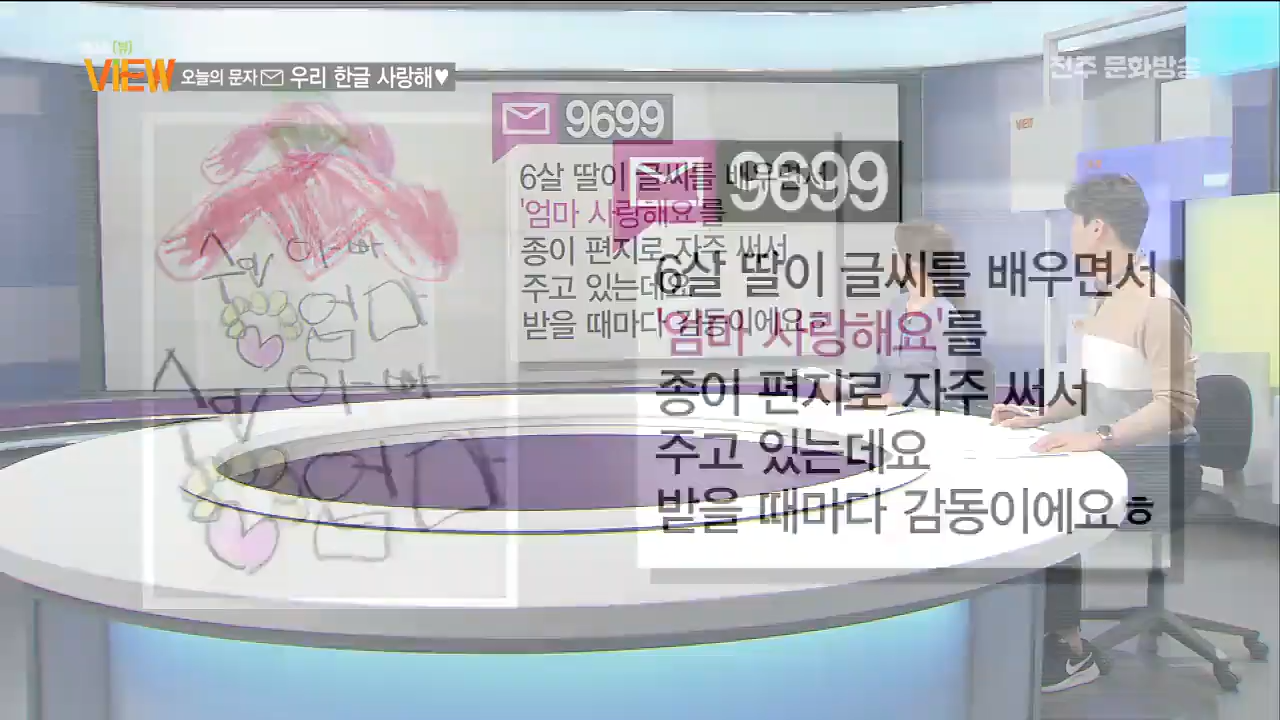 (뷰)
VIEW 오늘의 문자 우리 한글 사랑해♥
전주 문화방송
VIEW
9699
6살 딸이 글씨를 배우면서
'엄마 사랑해요'를
종이 편지로 자주 써서
주고 있는데요
받을 때마다 감동이에요ㅎ
9699
6살 딸이 글씨를 배우면서
'엄마 사랑해요'를
종이 편지로 자주 써서
주고 있는데요
받을 때마다 감동이에요ㅎ
아빠
엄마
아빠
엄마